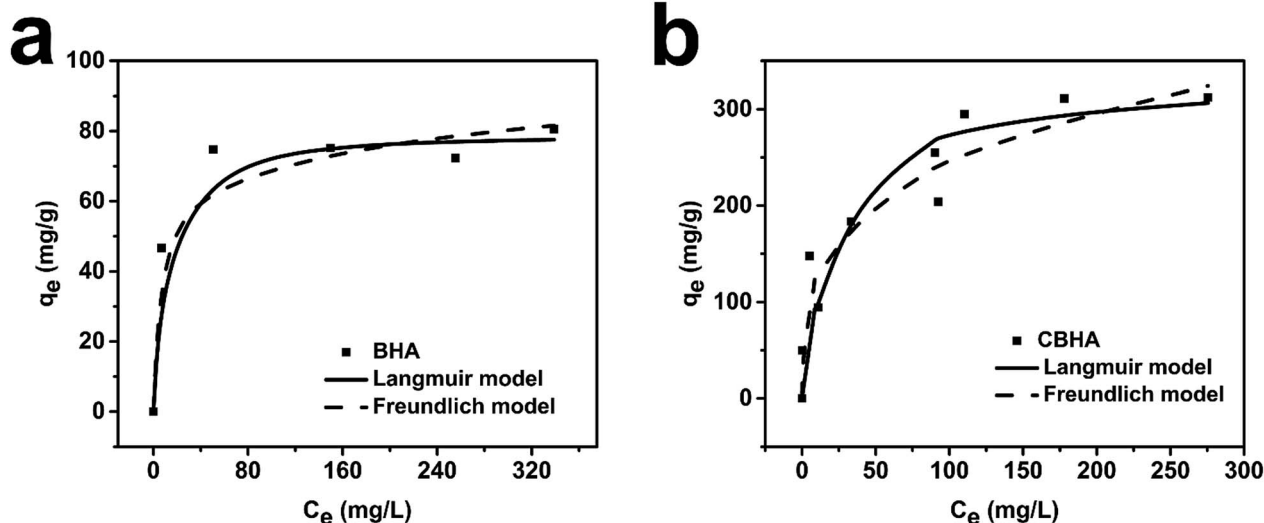 a
100
80
60
40
20
0
qe (mg/g)
BHA
Langmuir model
Freundlich model
0 80 160 240 320
Ce (mg/L)
b
300
200
100
0
qe (mg/g)
CBHA
Langmuir model
Freundlich model
0 50 100 150 200 250 300
Ce (mg/L)